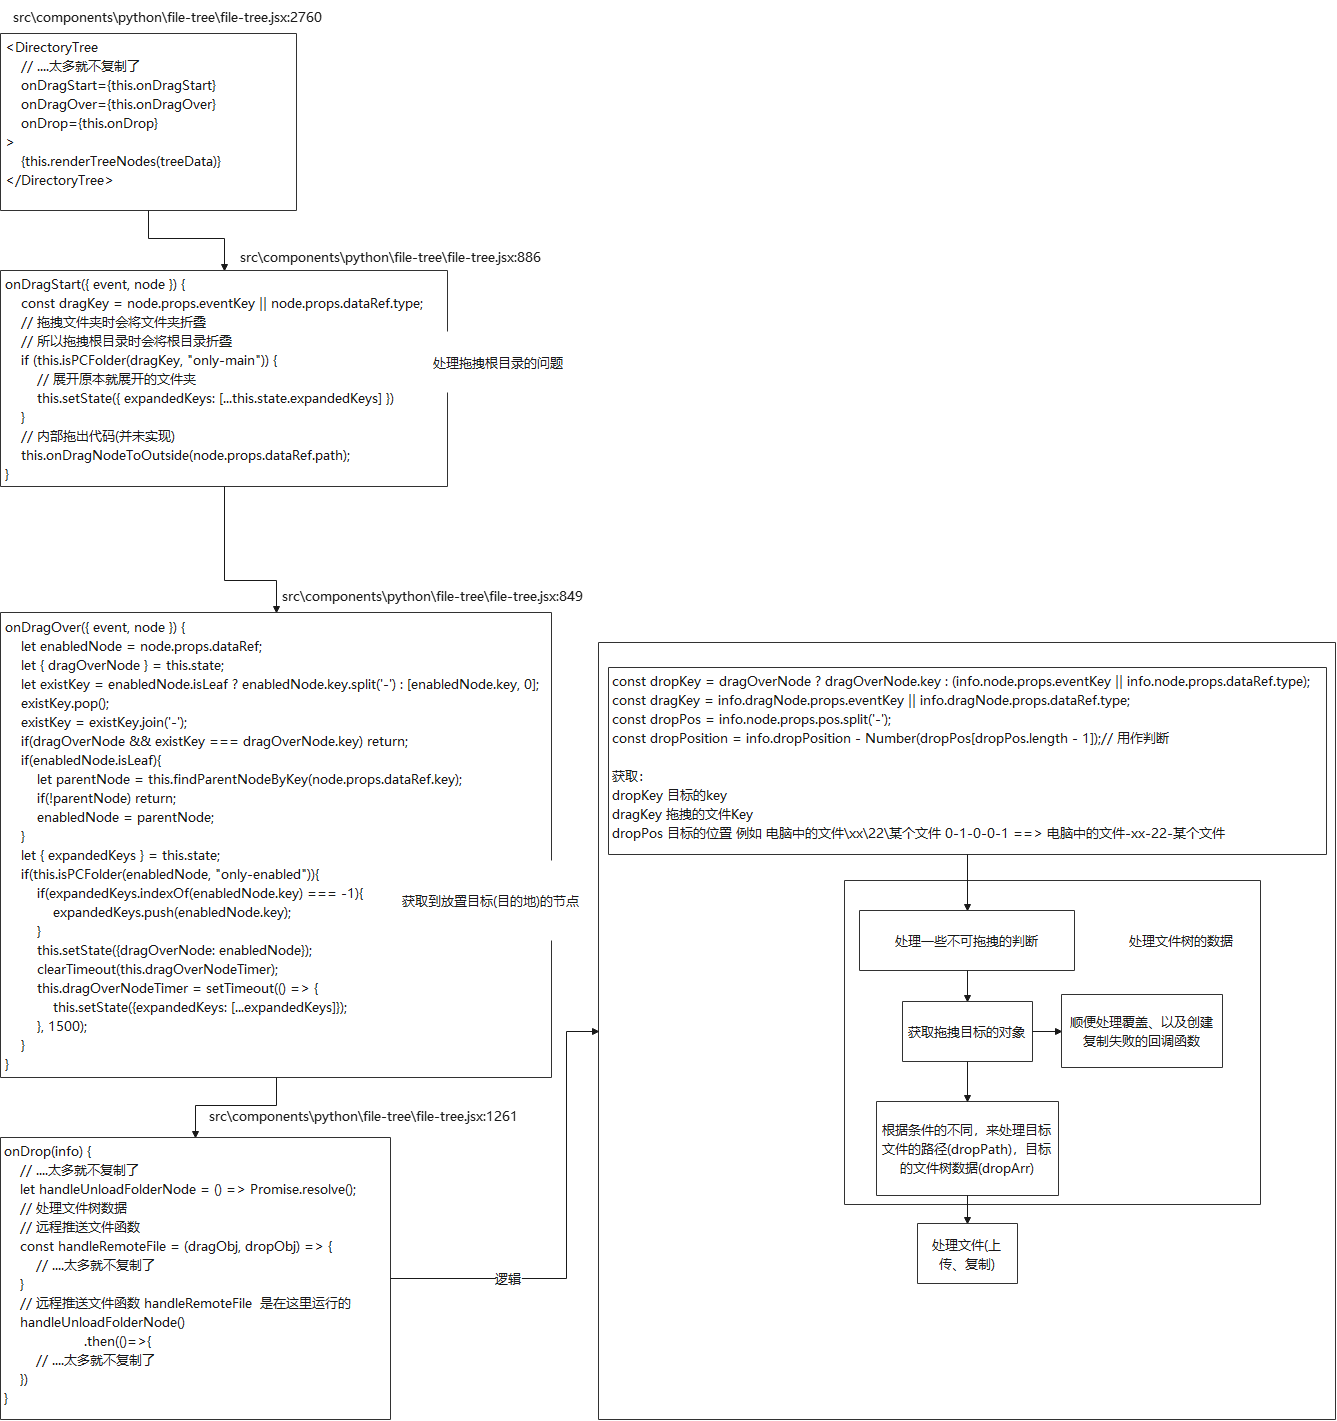 src\components\python\file-tree\file-tree.jsx:2760
<DirectoryTree
// ....太多就不复制了
onDragStart={this.onDragStart}
onDragOver={this.onDragOver}
onDrop={this.onDrop}
>
{this.renderTreeNodes(treeData)}
</DirectoryTree>
src\components\python\file-tree\file-tree.jsx:886
onDragStart({ event, node }) {
const dragKey = node.props.eventKey || node.props.dataRef.type;
// 拖拽文件夹时会将文件夹折叠
// 所以拖拽根目录时会将根目录折叠
if (this.isPCFolder(dragKey, "only-main")) {
// 展开原本就展开的文件夹
this.setState({ expandedKeys: [...this.state.expandedKeys] })
}
// 内部拖出代码(并未实现)
this.onDragNodeToOutside(node.props.dataRef.path);
}
处理拖拽根目录的问题
src\components\python\file-tree\file-tree.jsx:849
onDragOver({ event, node }) {
let enabledNode = node.props.dataRef;
let { dragOverNode } = this.state;
let existKey = enabledNode.isLeaf ? enabledNode.key.split('-') : [enabledNode.key, 0];
existKey.pop();
existKey = existKey.join('-');
if(dragOverNode && existKey === dragOverNode.key) return;
if(enabledNode.isLeaf){
let parentNode = this.findParentNodeByKey(node.props.dataRef.key);
if(!parentNode) return;
enabledNode = parentNode;
}
let { expandedKeys } = this.state;
if(this.isPCFolder(enabledNode, "only-enabled")){
if(expandedKeys.indexOf(enabledNode.key) === -1){
expandedKeys.push(enabledNode.key);
}
this.setState({dragOverNode: enabledNode});
clearTimeout(this.dragOverNodeTimer);
this.dragOverNodeTimer = setTimeout(() => {
this.setState({expandedKeys: [...expandedKeys]});
}, 1500);
}
}
获取到放置目标(目的地)的节点
src\components\python\file-tree\file-tree.jsx:1261
onDrop(info) {
// ....太多就不复制了
let handleUnloadFolderNode = () => Promise.resolve();
// 处理文件树数据
// 远程推送文件函数
const handleRemoteFile = (dragObj, dropObj) => {
// ....太多就不复制了
}
// 远程推送文件函数 handleRemoteFile  是在这里运行的
handleUnloadFolderNode()
.then(()=>{
// ....太多就不复制了
})
}
逻辑
const dropKey = dragOverNode ? dragOverNode.key : (info.node.props.eventKey || info.node.props.dataRef.type);
const dragKey = info.dragNode.props.eventKey || info.dragNode.props.dataRef.type;
const dropPos = info.node.props.pos.split('-');
const dropPosition = info.dropPosition - Number(dropPos[dropPos.length - 1]);// 用作判断
获取：
dropKey 目标的key
dragKey 拖拽的文件Key
dropPos 目标的位置 例如 电脑中的文件\xx\22\某个文件 0-1-0-0-1 ==> 电脑中的文件-xx-22-某个文件
处理一些不可拖拽的判断
处理文件树的数据
获取拖拽目标的对象
顺便处理覆盖、以及创建
复制失败的回调函数
根据条件的不同，来处理目标
文件的路径(dropPath)，目标
的文件树数据(dropArr)
处理文件(上
传、复制)